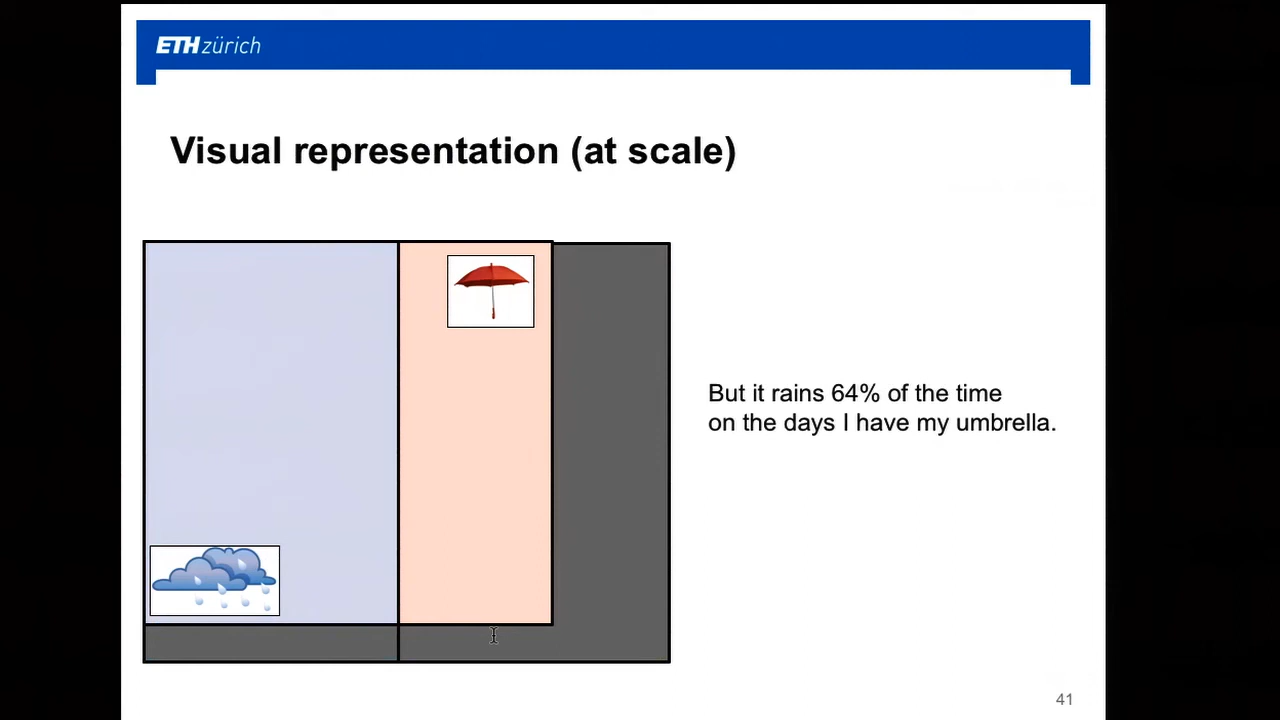 ETH zürich
Visual representation (at scale)
But it rains 64% of the time
on the days I have my umbrella.
41